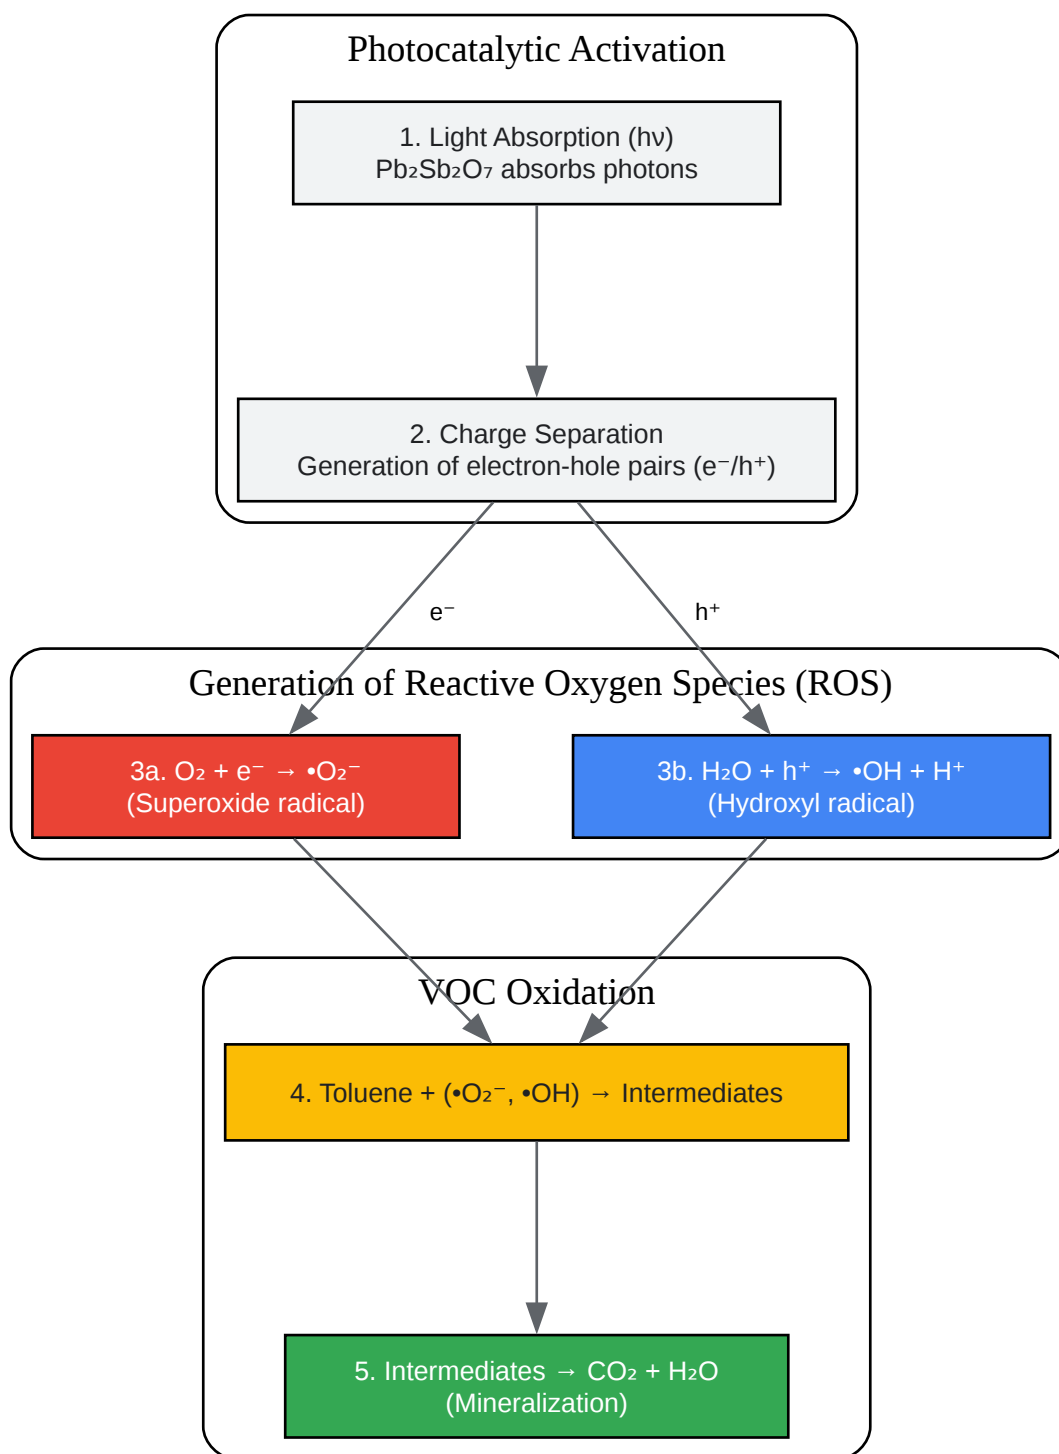 Photocatalytic Activation
1. Light Absorption (hν)
Pb₂Sb₂O₇ absorbs photons
2. Charge Separation
Generation of electron-hole pairs (e⁻/h⁺)
e⁻
h⁺
Generation of Reactive Oxygen Species (ROS)
3a. O₂ + e⁻ → •O₂⁻
(Superoxide radical)
3b. H₂O + h⁺ → •OH + H⁺
(Hydroxyl radical)
VOC Oxidation
4. Toluene + (•O₂⁻, •OH) → Intermediates
5. Intermediates → CO₂ + H₂O
(Mineralization)